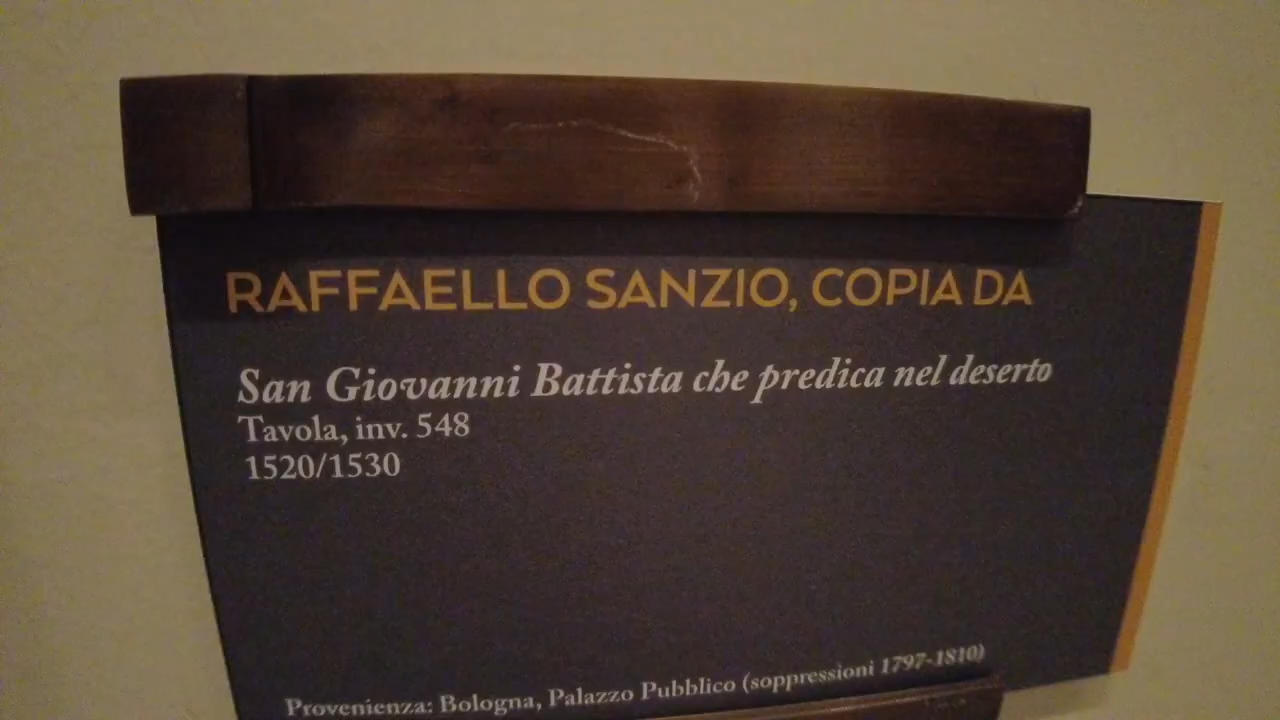 RAFFAELLO SANZIO, COPIA DA
San Giovanni Battista che predica nel deserto
Tavola, inv. 548
1520/1530
Provenienza: Bologna, Palazzo Pubblico (soppressioni 1797-1810)